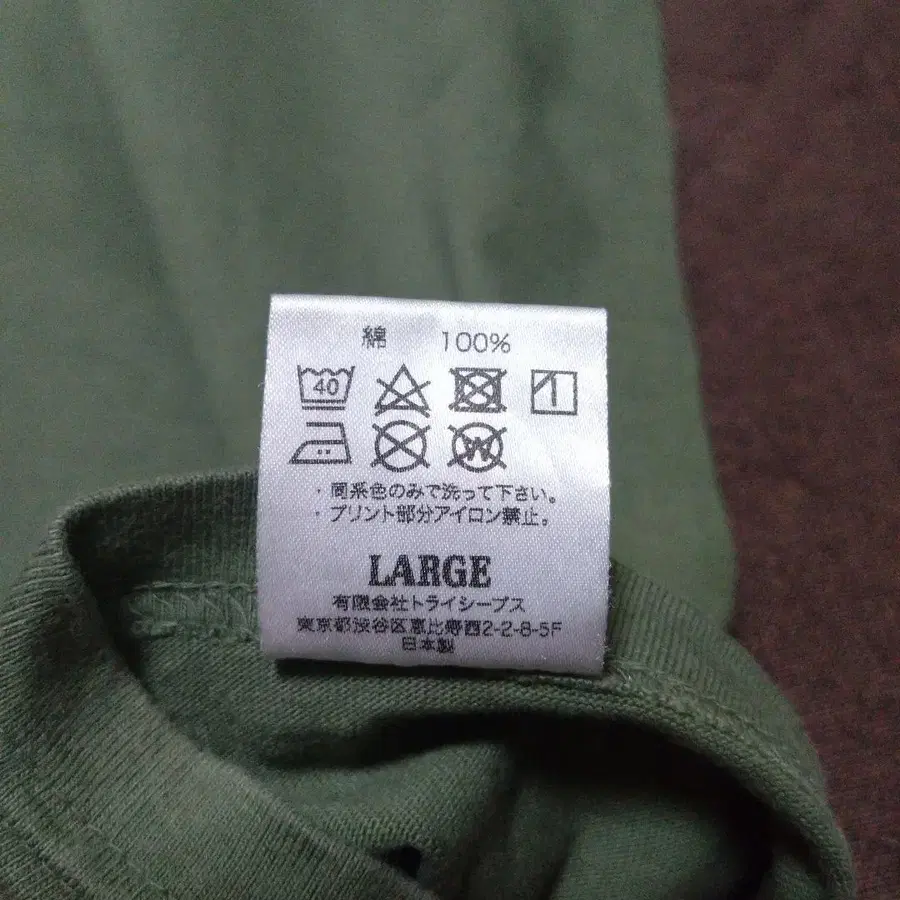 綿 100%
40
W
・同系色のみで洗って下さい。
・プリント部分アイロン禁止。
LARGE
有限会社トライシープス
東京都渋谷区恵比寿西2-2-8-5F
日本製